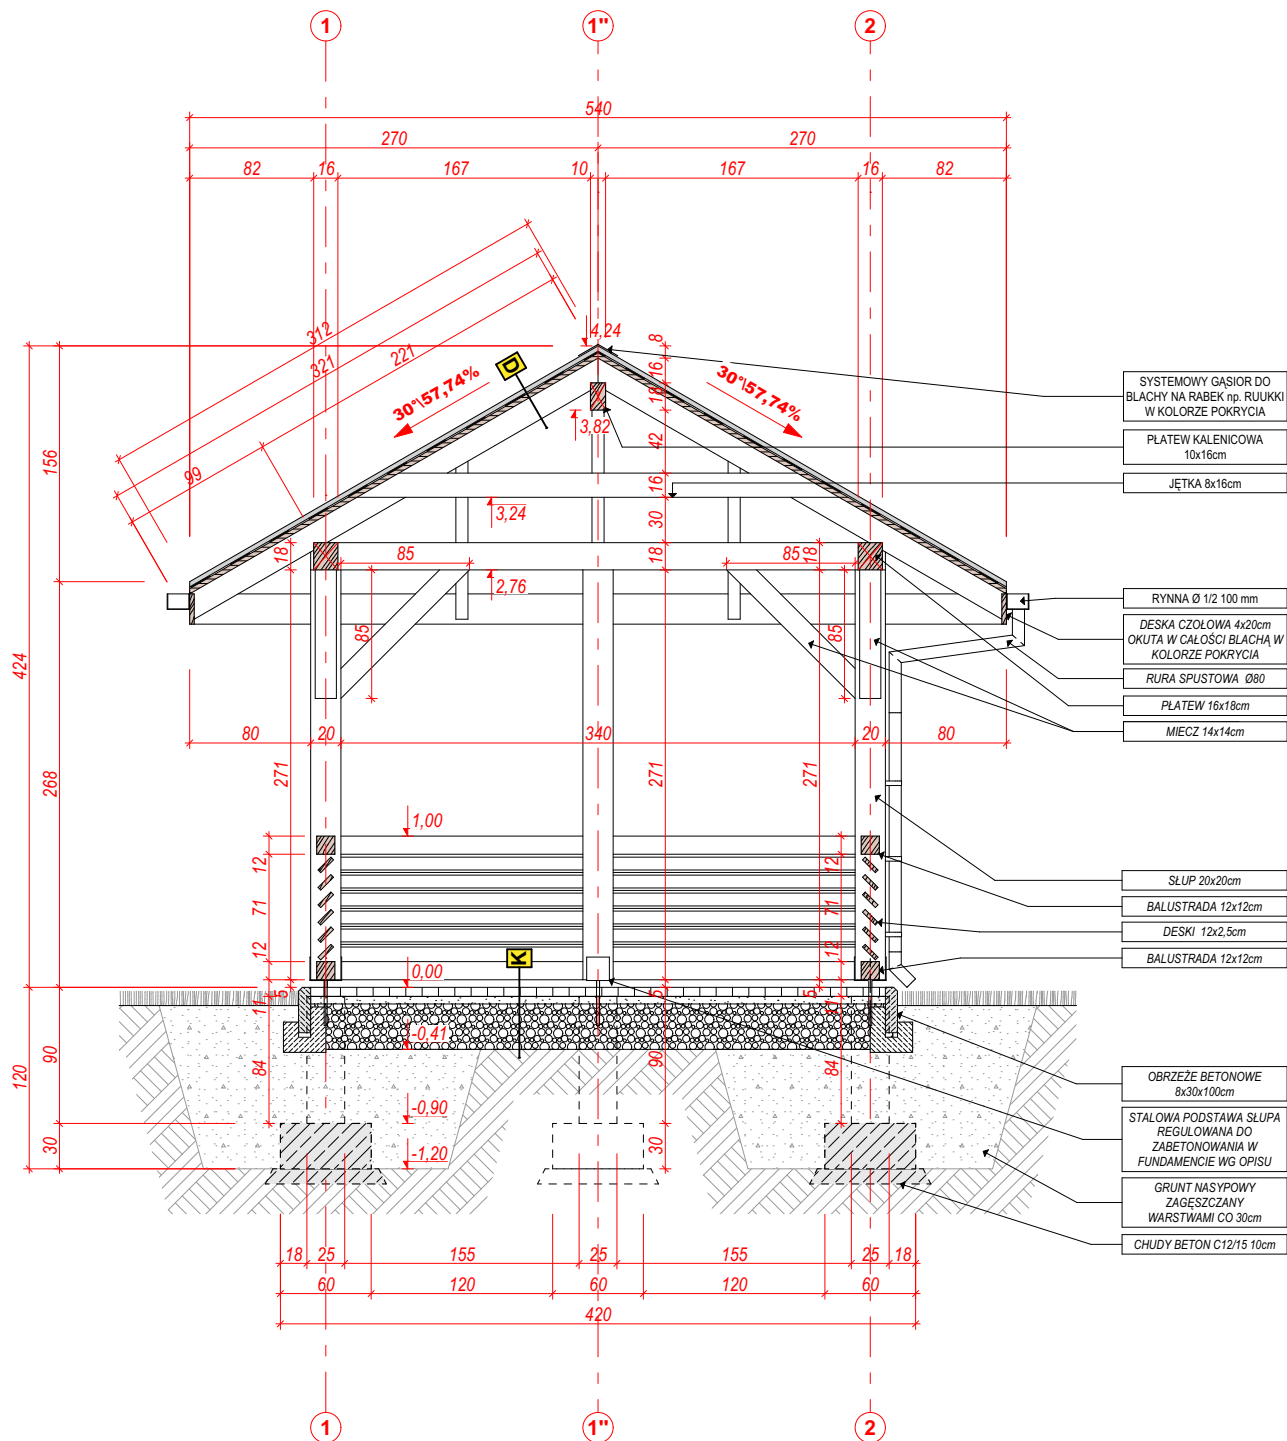 1 1" 2
540
270 270
82 16 167 10 167 16 82
312
321
221
99
30°\57,74% 30°\57,74%
D
4,24
8
16
18
3,82
42
16
3,24
30
18 85 18 85 18
2,76
85 85
156
424
268
80 20 340 20 80
271 271 271
1,00
12 12
71 71
12 12
K
0,00
5 5 5
11 11
-0,41
84 90 84
90
120
-0,90
30 30
-1,20
18 25 155 25 155 25 18
60 120 60 120 60
420
1 1" 2
SYSTEMOWY GĄSIOR DO
BLACHY NA RĄBEK np. RUUKKI
W KOLORZE POKRYCIA
PŁATEW KALENICOWA
10x16cm
JĘTKA 8x16cm
RYNNA Ø 1/2 100 mm
DESKA CZOŁOWA 4x20cm
OKUTA W CAŁOŚCI BLACHĄ W
KOLORZE POKRYCIA
RURA SPUSTOWA Ø80
PŁATEW 16x18cm
MIECZ 14x14cm
SŁUP 20x20cm
BALUSTRADA 12x12cm
DESKI 12x2,5cm
BALUSTRADA 12x12cm
OBRZEŻE BETONOWE
8x30x100cm
STALOWA PODSTAWA SŁUPA
REGULOWANA DO
ZABETONOWANIA W
FUNDAMENCIE WG OPISU
GRUNT NASYPOWY
ZAGĘSZCZANY
WARSTWAMI CO 30cm
CHUDY BETON C12/15 10cm